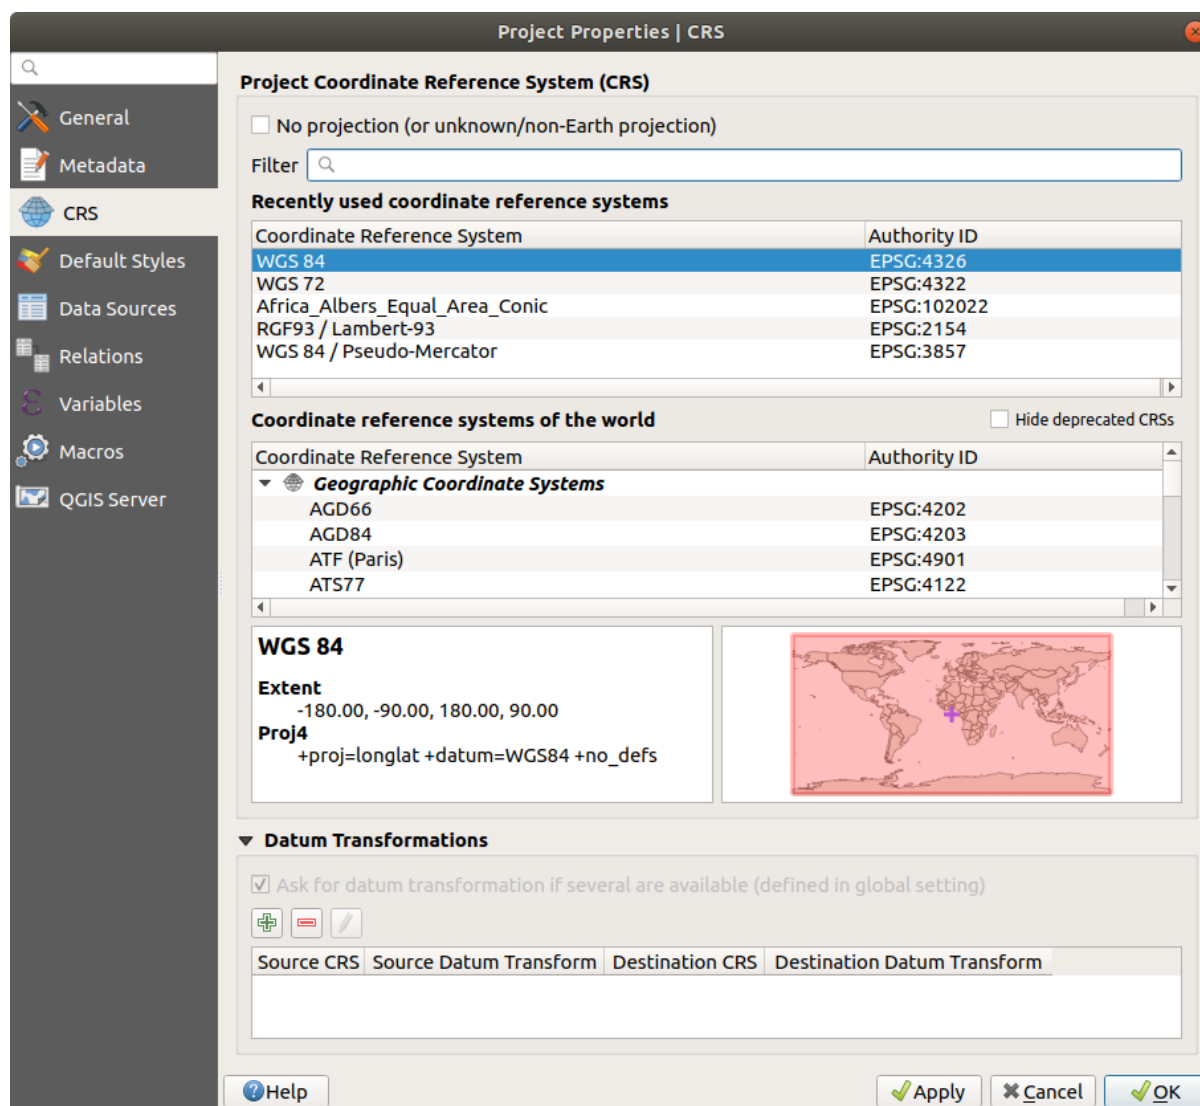 Project Properties | CRS
General
Metadata
CRS
Default Styles
Data Sources
Relations
Variables
Macros
QGIS Server
Project Coordinate Reference System (CRS)
No projection (or unknown/non-Earth projection)
Filter
Recently used coordinate reference systems
Coordinate Reference System Authority ID
WGS 84 EPSG:4326
WGS 72 EPSG:4322
Africa_Albers_Equal_Area_Conic EPSG:102022
RGF93 / Lambert-93 EPSG:2154
WGS 84 / Pseudo-Mercator EPSG:3857
Coordinate reference systems of the world Hide deprecated CRSs
Coordinate Reference System Authority ID
Geographic Coordinate Systems
AGD66 EPSG:4202
AGD84 EPSG:4203
ATF (Paris) EPSG:4901
ATS77 EPSG:4122
WGS 84
Extent
-180.00, -90.00, 180.00, 90.00
Proj4
+proj=longlat +datum=WGS84 +no_defs
Datum Transformations
Ask for datum transformation if several are available (defined in global setting)
Source CRS Source Datum Transform Destination CRS Destination Datum Transform
Help Apply Cancel OK